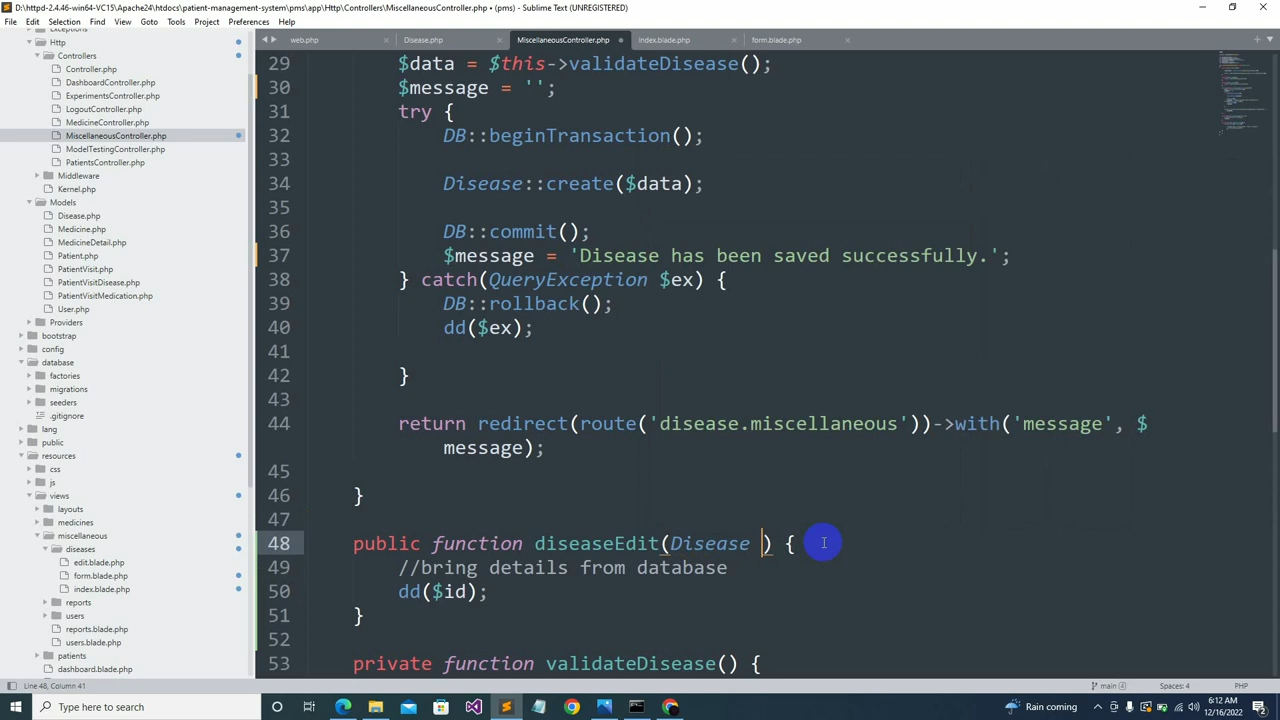 D:\httpd-2.4.46-win64-VC15\Apache24\htdocs\patient-management-system\pms\app\Http\Controllers\MiscellaneousController.php • (pms) - Sublime Text (UNREGISTERED)
File Edit Selection Find View Goto Tools Project Preferences Help
Exceptions
Http
Controllers
Controller.php
DashboardController.php
ExperimentsController.php
LogoutController.php
MedicineController.php
MiscellaneousController.php
ModelTestingController.php
PatientsController.php
Middleware
Kernel.php
Models
Disease.php
Medicine.php
MedicineDetail.php
Patient.php
PatientVisit.php
PatientVisitDisease.php
PatientVisitMedication.php
User.php
Providers
bootstrap
config
database
factories
migrations
seeders
.gitignore
lang
public
resources
css
js
views
layouts
medicines
miscellaneous
diseases
edit.blade.php
form.blade.php
index.blade.php
reports
users
reports.blade.php
users.blade.php
patients
dashboard.blade.php
web.php Disease.php MiscellaneousController.php index.blade.php form.blade.php
29 $data = $this->validateDisease();
30 $message = '';
31 try {
32 DB::beginTransaction();
33
34 Disease::create($data);
35
36 DB::commit();
37 $message = 'Disease has been saved successfully.';
38 } catch(QueryException $ex) {
39 DB::rollback();
40 dd($ex);
41
42 }
43
44 return redirect(route('disease.miscellaneous'))->with('message', $
message);
45
46 }
47
48 public function diseaseEdit(Disease ) {
49 //bring details from database
50 dd($id);
51 }
52
53 private function validateDisease() {
Line 48, Column 41 main 4 Spaces: 4 PHP
Type here to search Rain coming 6:12 AM
12/16/2022 2